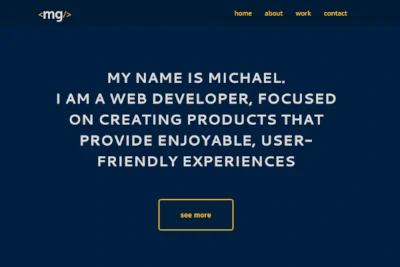 <mg/>
home about work contact
MY NAME IS MICHAEL.
I AM A WEB DEVELOPER, FOCUSED
ON CREATING PRODUCTS THAT
PROVIDE ENJOYABLE, USER-
FRIENDLY EXPERIENCES
see more